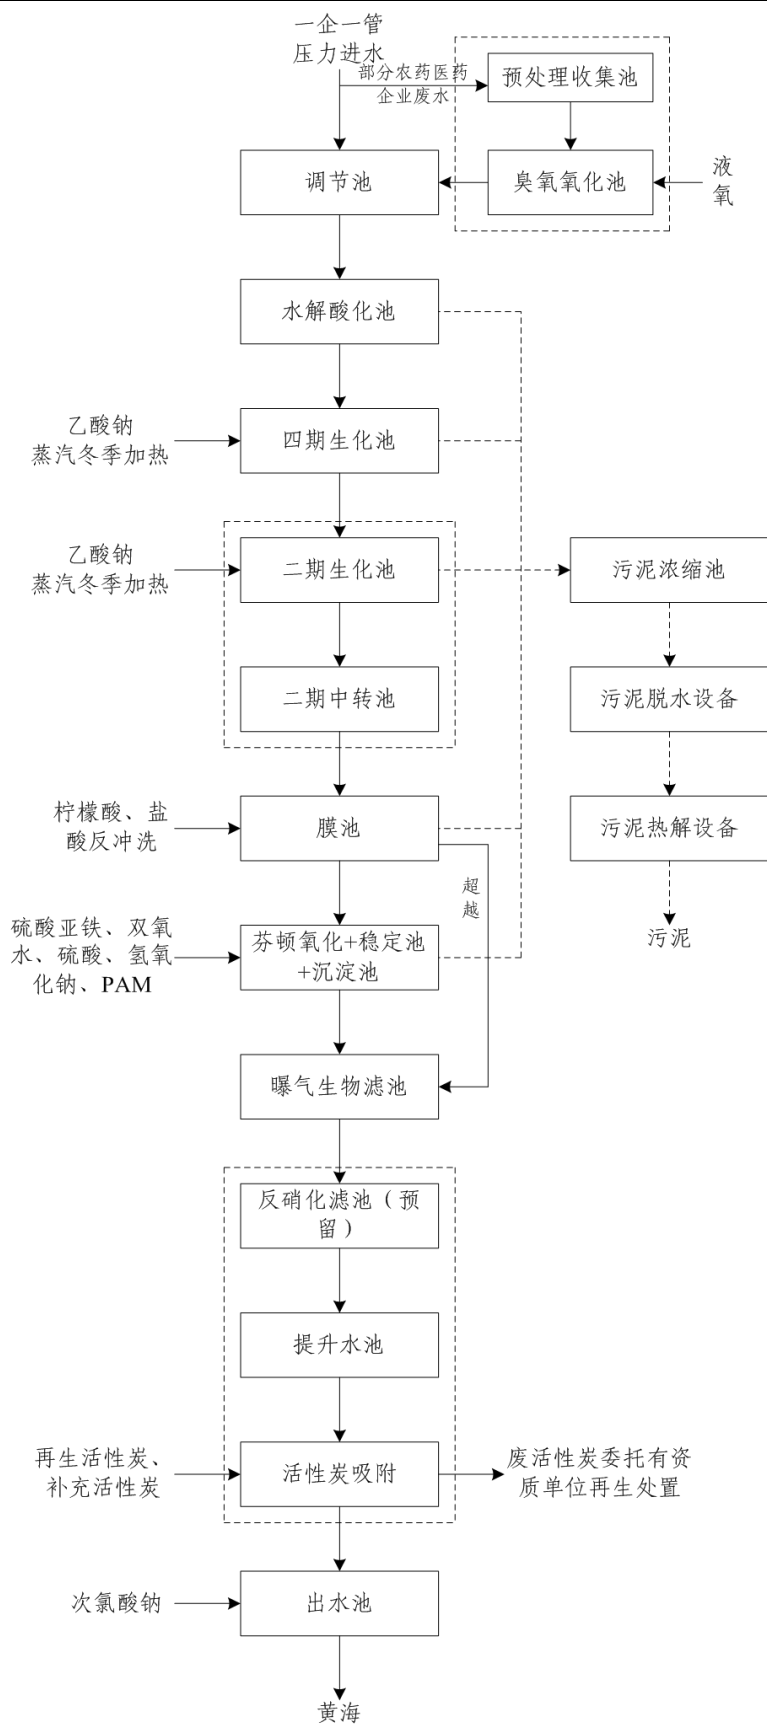 一企一管
压力进水
部分农药医药
企业废水
预处理收集池
调节池
臭氧氧化池
液
氧
水解酸化池
乙酸钠
蒸汽冬季加热
四期生化池
乙酸钠
蒸汽冬季加热
二期生化池
污泥浓缩池
二期中转池
污泥脱水设备
柠檬酸、盐
酸反冲洗
膜池
污泥热解设备
超
越
硫酸亚铁、双氧
水、硫酸、氢氧
化钠、PAM
芬顿氧化+稳定池
+沉淀池
污泥
曝气生物滤池
反硝化滤池（预
留）
提升水池
再生活性炭、
补充活性炭
活性炭吸附
废活性炭委托有资
质单位再生处置
次氯酸钠
出水池
黄海